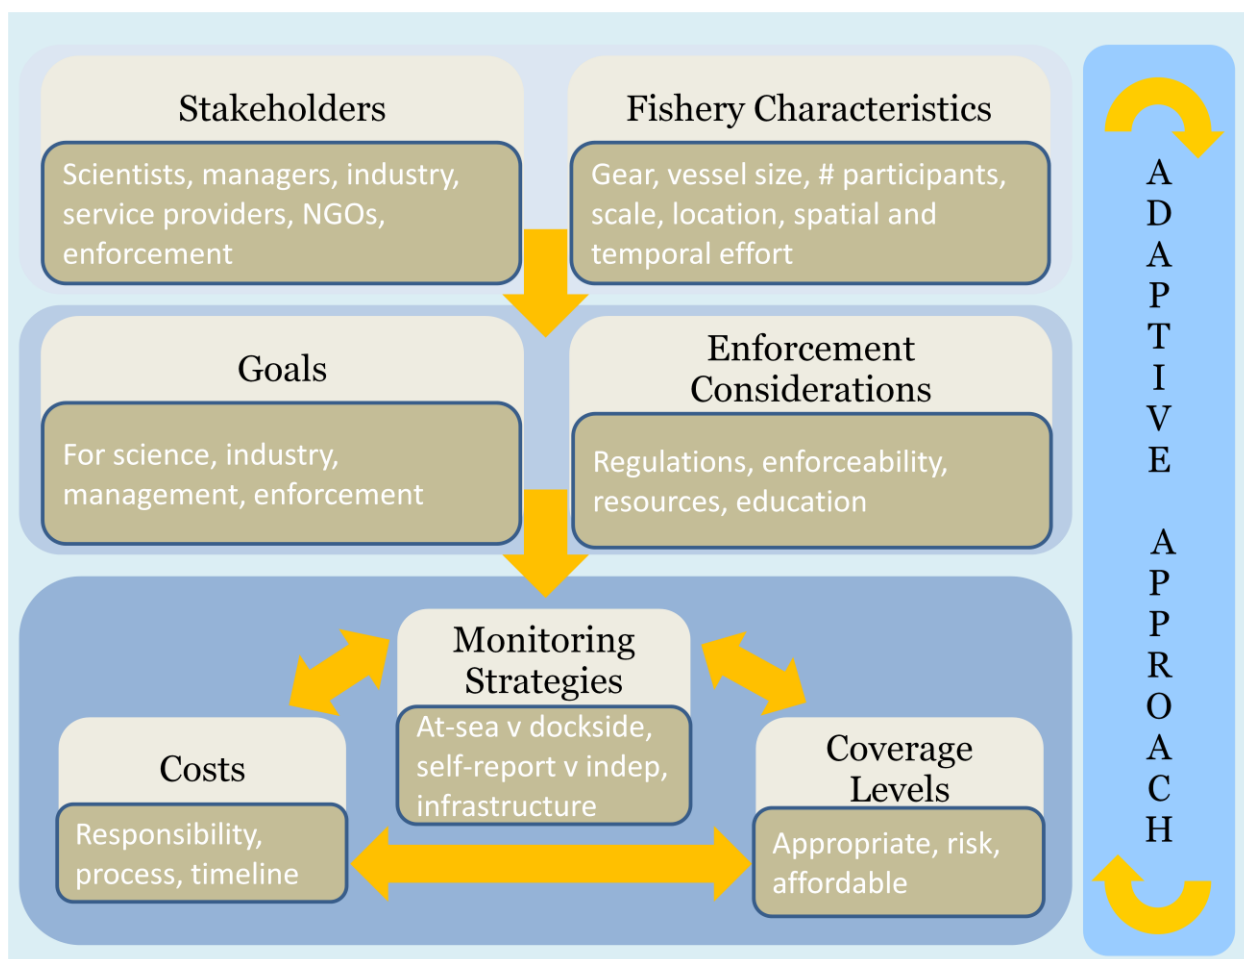 Stakeholders
Scientists, managers, industry,
service providers, NGOs,
enforcement
Fishery Characteristics
Gear, vessel size, # participants,
scale, location, spatial and
temporal effort
Goals
For science, industry,
management, enforcement
Enforcement
Considerations
Regulations, enforceability,
resources, education
Monitoring
Strategies
At-sea v dockside,
self-report v indep,
infrastructure
Costs
Responsibility,
process, timeline
Coverage
Levels
Appropriate, risk,
affordable
ADAPTIVE APPROACH